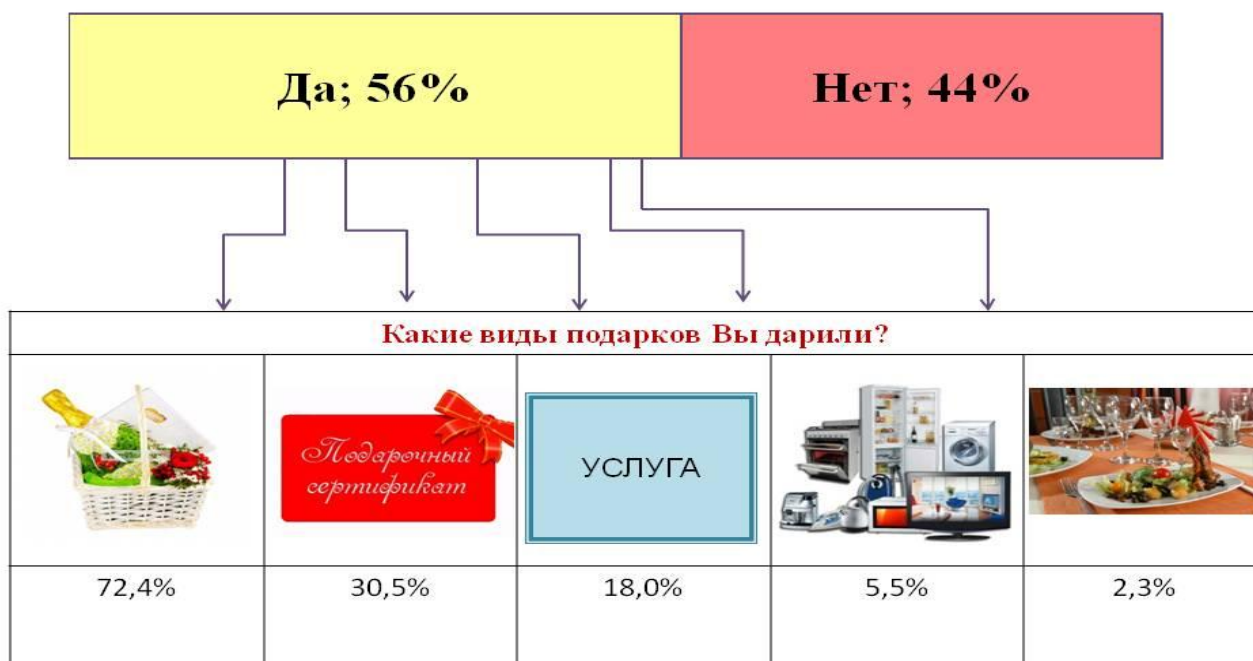 Да; 56%
Нет; 44%
Какие виды подарков Вы дарили?
Подарочный
сертификат
УСЛУГА
72,4%
30,5%
18,0%
5,5%
2,3%